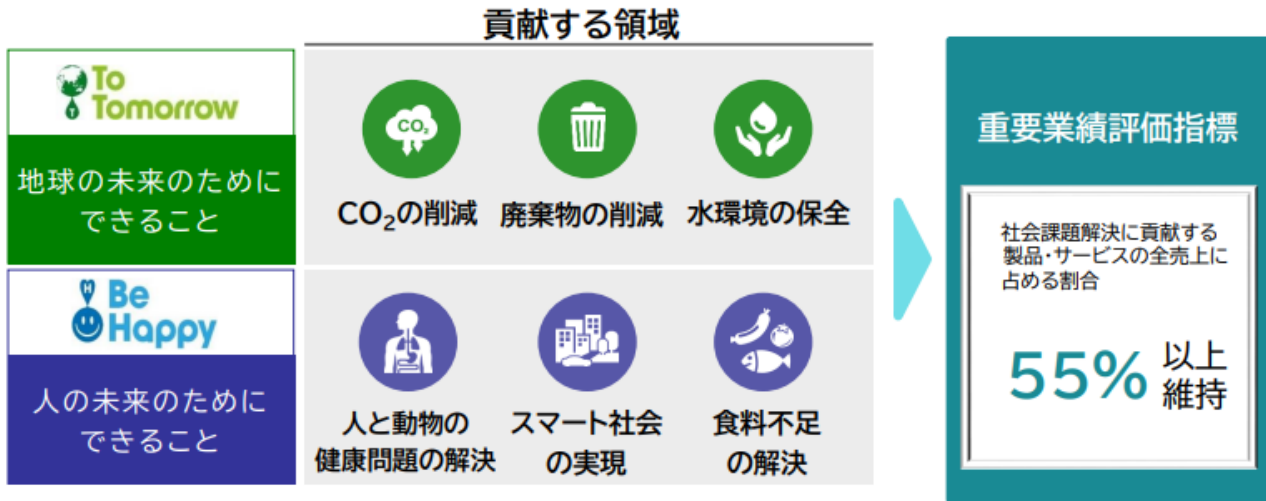 貢献する領域
To
Tomorrow
T
地球の未来のために
できること
CO₂
CO₂の削減
廃棄物の削減
水環境の保全
H
Be
Happy
人の未来のために
できること
人と動物の
健康問題の解決
スマート社会
の実現
食料不足
の解決
重要業績評価指標
社会課題解決に貢献する
製品・サービスの全売上に
占める割合
55%
以上
維持